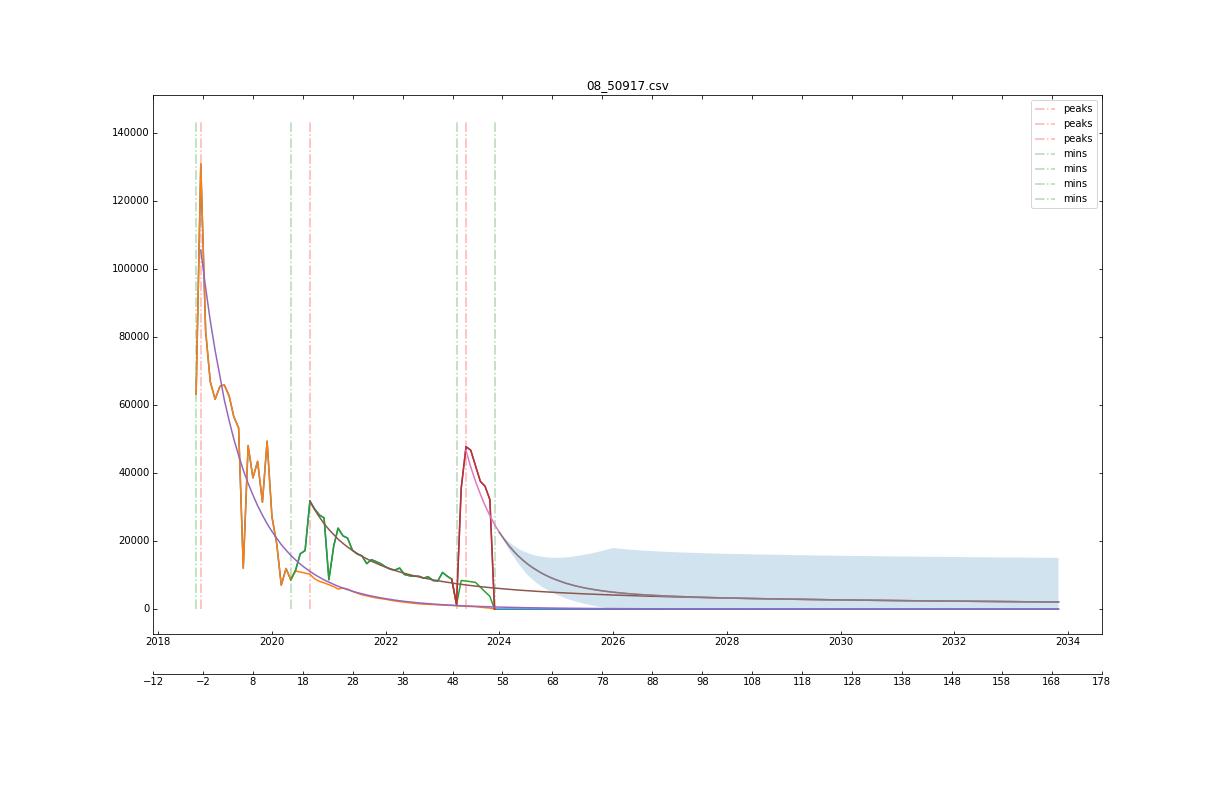 08_50917.csv
peaks
peaks
peaks
mins
mins
mins
mins
140000
120000
100000
80000
60000
40000
20000
0
2018 2020 2022 2024 2026 2028 2030 2032 2034
−12 −2 8 18 28 38 48 58 68 78 88 98 108 118 128 138 148 158 168 178